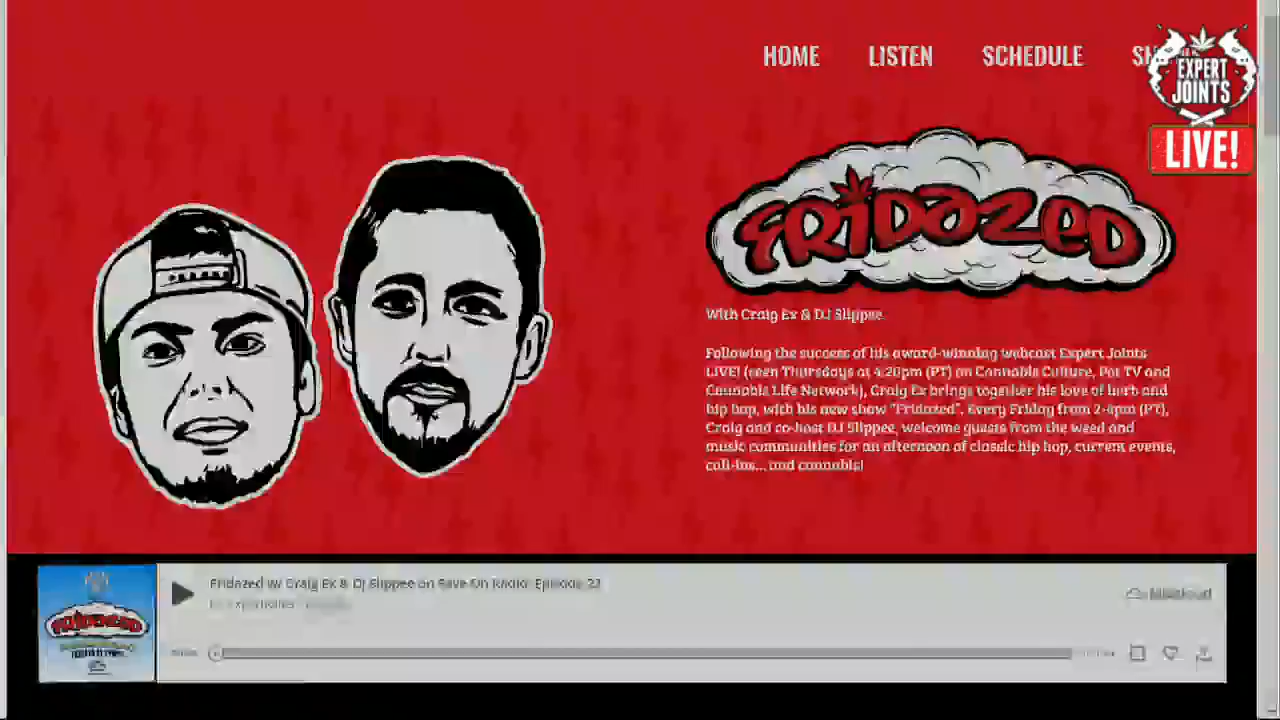 HOME LISTEN SCHEDULE
EXPERT
JOINTS
LIVE!
FRIDAZED
With Craig Ex & DJ Slippee
Following the success of his award-winning webcast Expert Joints
LIVE! (seen Thursdays at 4:20pm (PT) on Cannabis Culture, Pot TV and
Cannabis Life Network), Craig Ex brings together his love of herb and
hip hop, with his new show "Fridazed". Every Friday from 2-4pm (PT),
Craig and co-host DJ Slippee, welcome guests from the weed and
music communities for an afternoon of classic hip hop, current events,
call-ins... and cannabis!
Fridazed w/ Craig Ex & DJ Slippee on Rave On Radio: Episode
Mixcloud
FRIDAZED